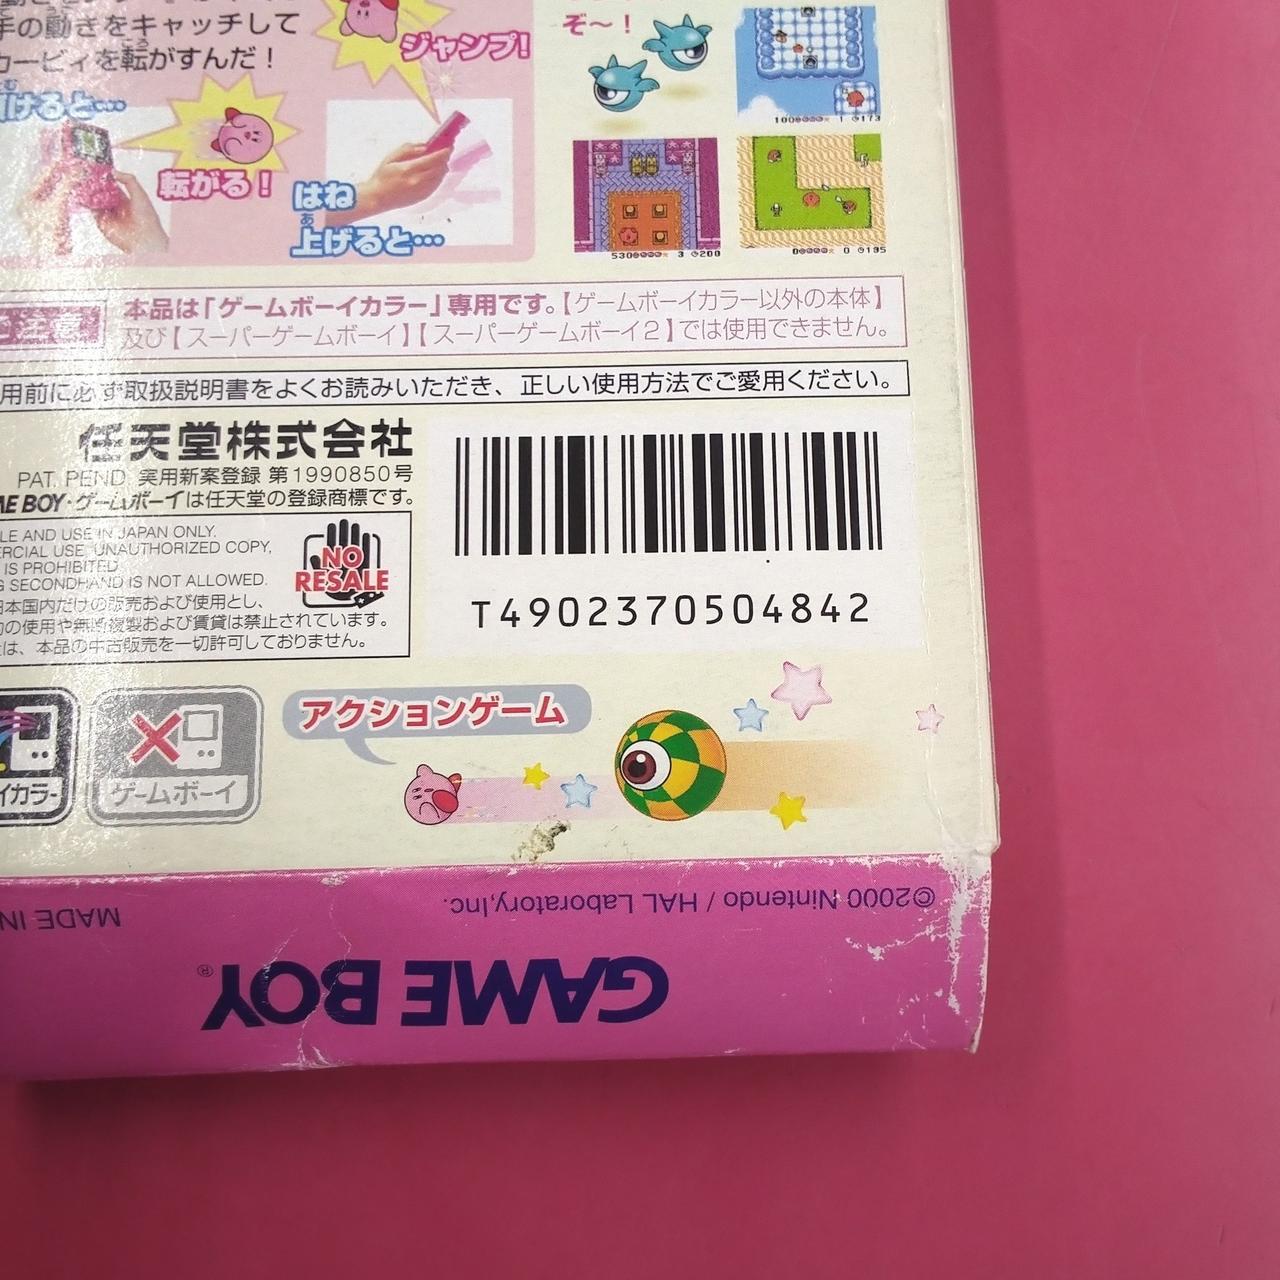 手の動きをキャッチして
カービィを転がすんだ！
ジャンプ!
ぞ～！
けると…
転がる！
はね
上げると…
100 1 173
530 3 200
0 0 195
本品は「ゲームボーイカラー」専用です。【ゲームボーイカラー以外の本体】
及び【スーパーゲームボーイ】【スーパーゲームボーイ2】では使用できません。
用前に必ず取扱説明書をよくお読みいただき、正しい使用方法でご愛用ください。
任天堂株式会社
PAT. PEND. 実用新案登録 第1990850号
ME BOY・ゲームボーイは任天堂の登録商標です。
LE AND USE IN JAPAN ONLY.
ERCIAL USE, UNAUTHORIZED COPY,
IS PROHIBITED.
G SECONDHAND IS NOT ALLOWED.
日本国内だけの販売および使用とし、
の使用や無断複製および賃貸は禁止されています。
は、本品の中古販売を一切許可しておりません。
NO
RESALE
T4902370504842
イカラー
ゲームボーイ
アクションゲーム
©2000 Nintendo / HAL Laboratory,Inc.
MADE IN
GAME BOY®